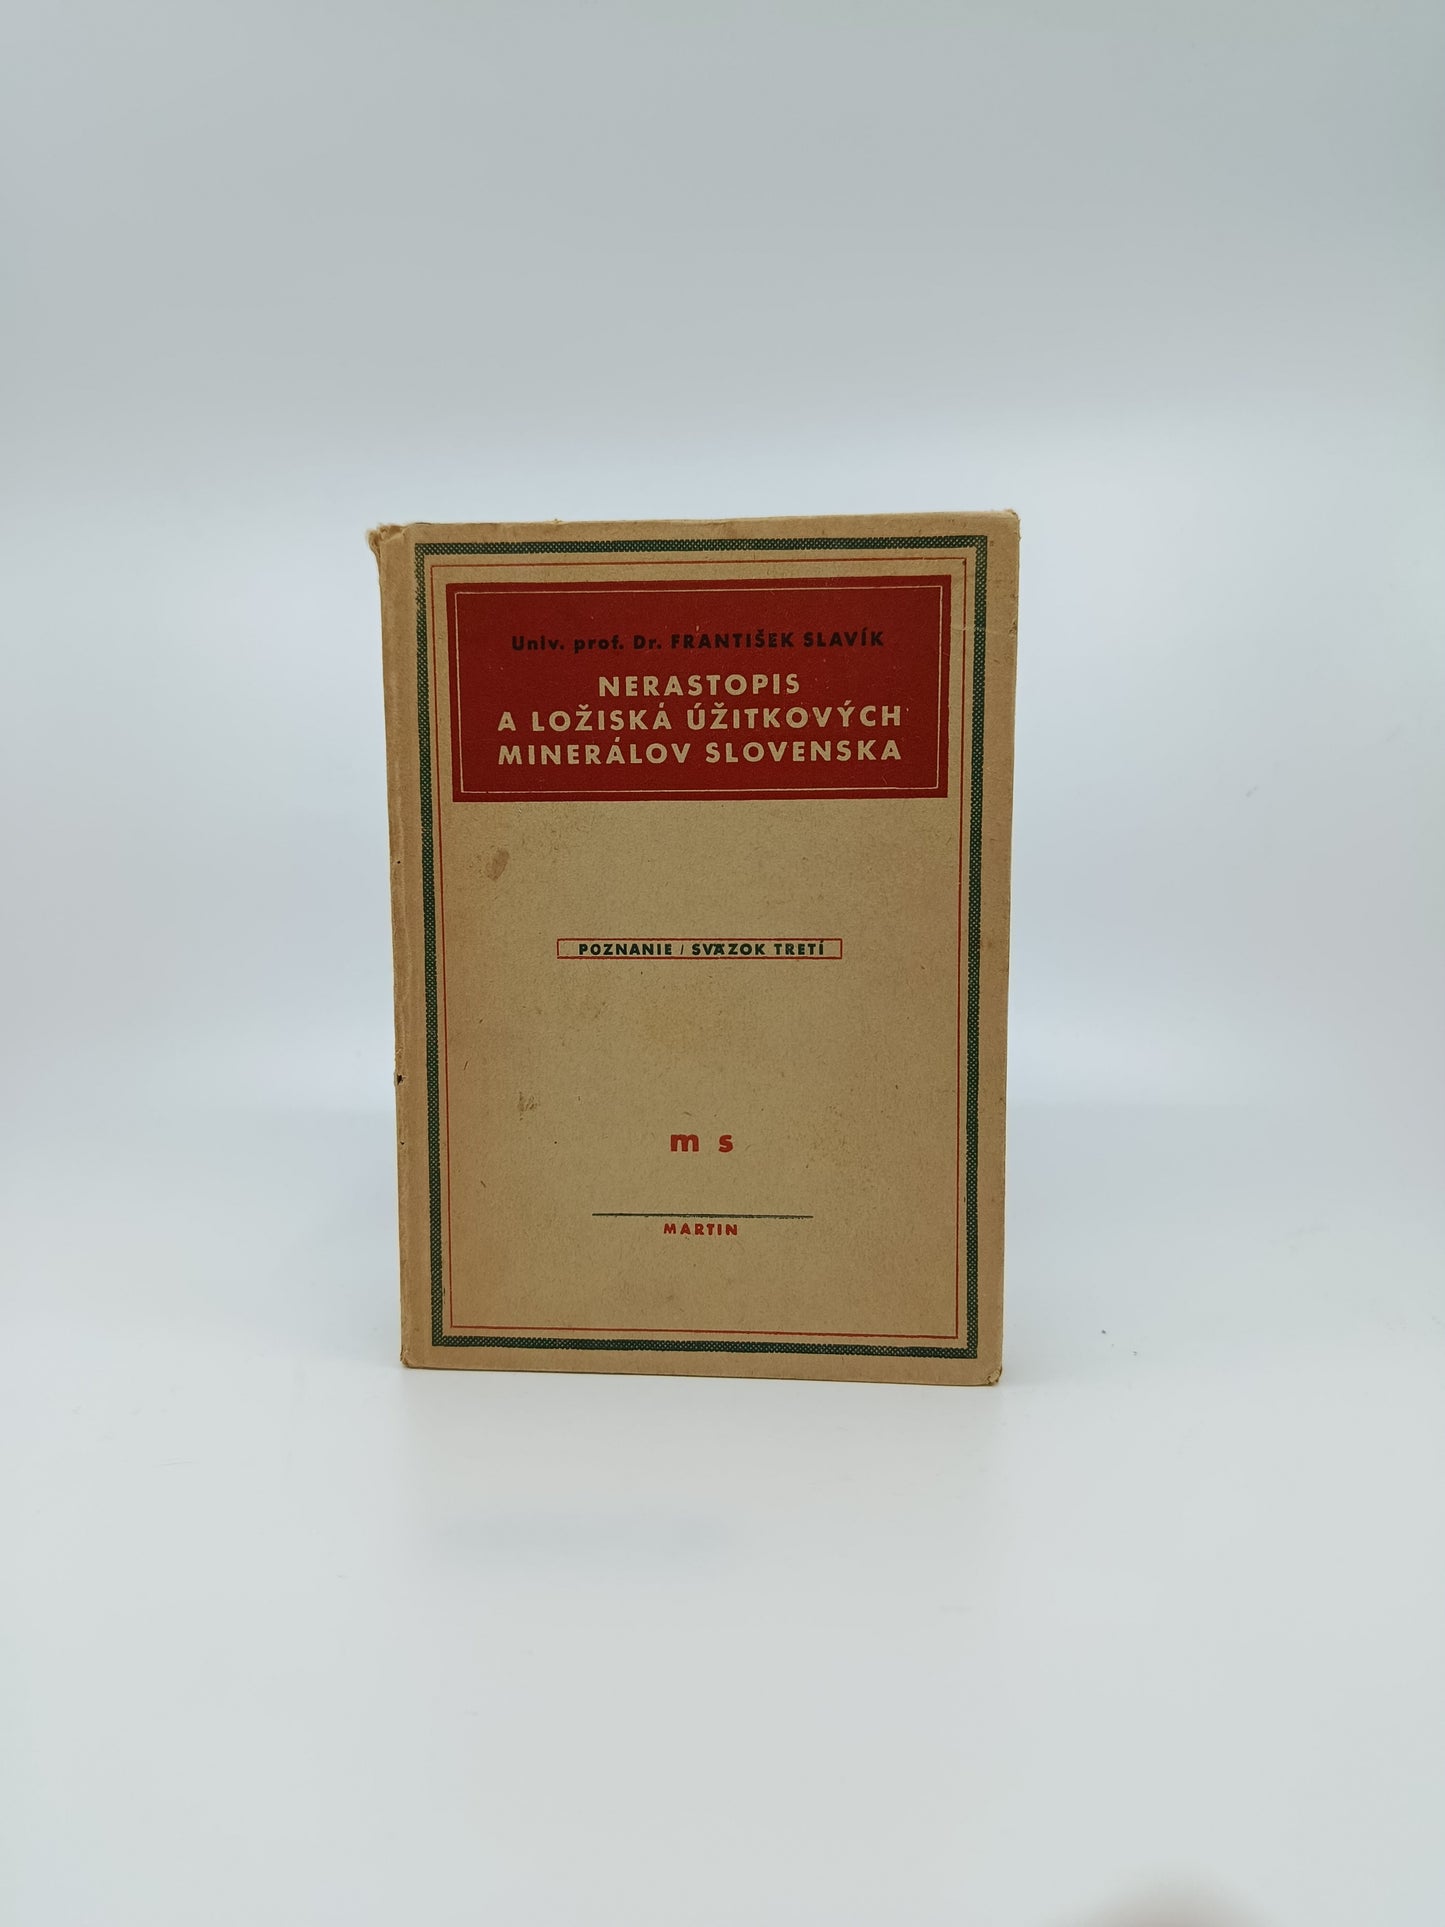 Univ. prof. Dr. FRANTIŠEK SLAVÍK
NERASTOPIS
A LOŽISKÁ ÚŽITKOVÝCH
MINERÁLOV SLOVENSKA
POZNANIE / SVÄZOK TRETÍ
m s
MARTIN